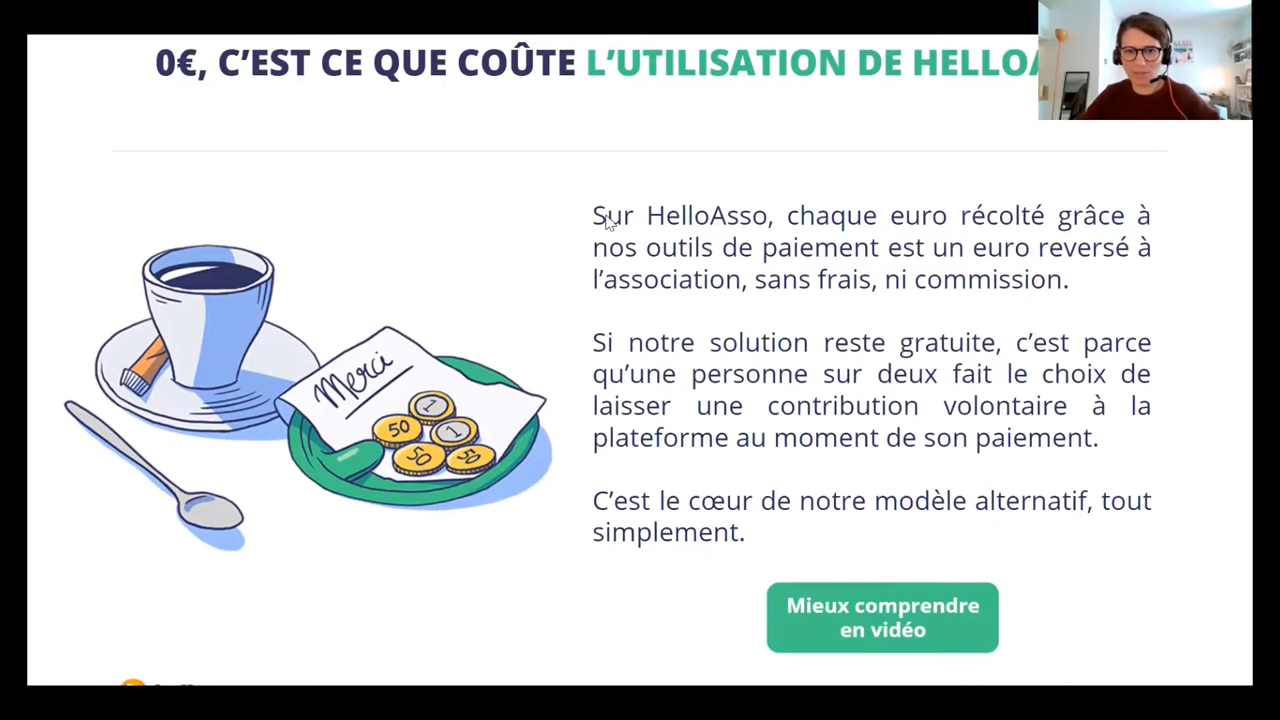 0€, C’EST CE QUE COÛTE L’UTILISATION DE HELLOA
Sur HelloAsso, chaque euro récolté grâce à
nos outils de paiement est un euro reversé à
l’association, sans frais, ni commission.
Si notre solution reste gratuite, c’est parce
qu’une personne sur deux fait le choix de
laisser une contribution volontaire à la
plateforme au moment de son paiement.
C’est le cœur de notre modèle alternatif, tout
simplement.
Merci
1
50
1
50
50
Mieux comprendre
en vidéo